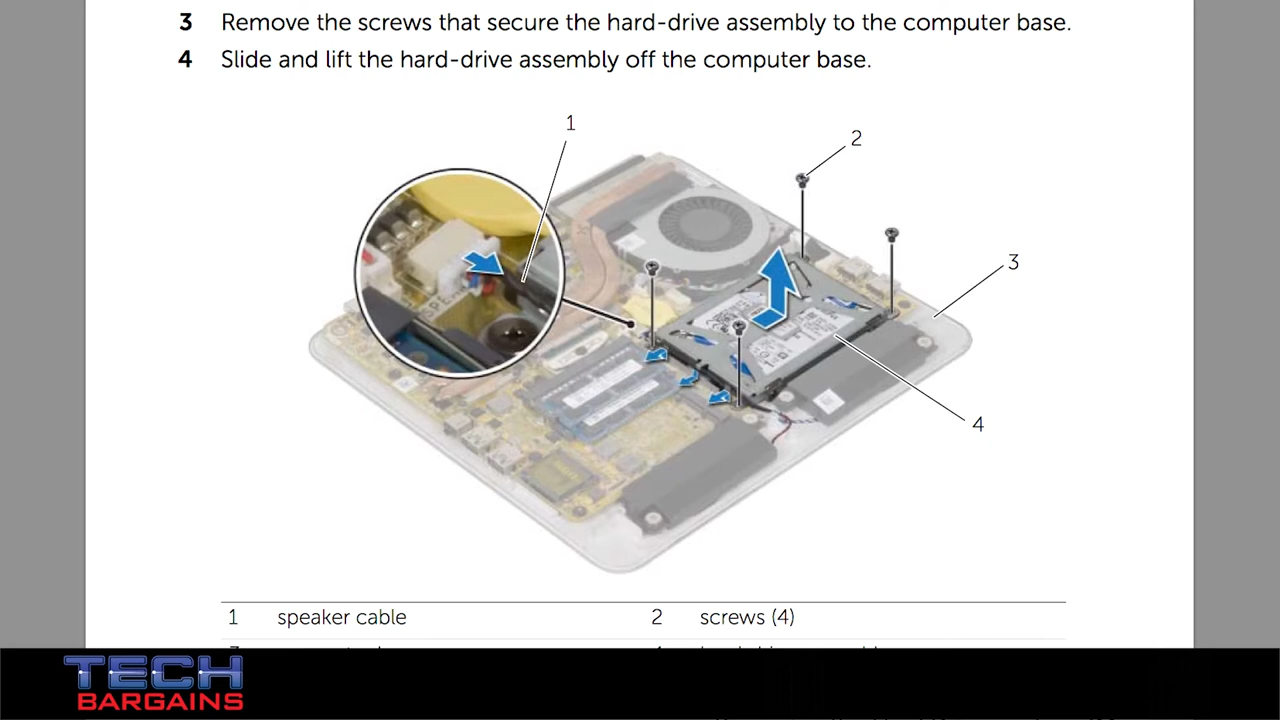 3 Remove the screws that secure the hard-drive assembly to the computer base.
4 Slide and lift the hard-drive assembly off the computer base.
1
2
3
4
1 speaker cable 2 screws (4)
TECH
BARGAINS